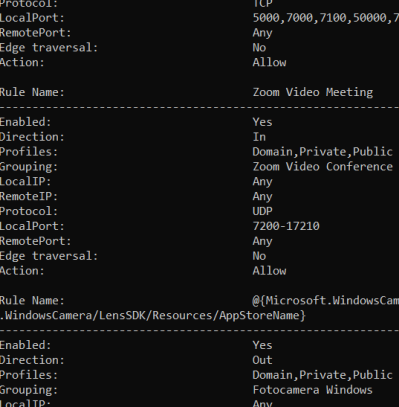 Protocol: TCP
LocalPort: 5000,7000,7100,50000,7
RemotePort: Any
Edge traversal: No
Action: Allow
Rule Name: Zoom Video Meeting
----------------------------------------------------------------------
Enabled: Yes
Direction: In
Profiles: Domain,Private,Public
Grouping: Zoom Video Conference
LocalIP: Any
RemoteIP: Any
Protocol: UDP
LocalPort: 7200-17210
RemotePort: Any
Edge traversal: No
Action: Allow
Rule Name: @{Microsoft.WindowsCam
.WindowsCamera/LensSDK/Resources/AppStoreName}
----------------------------------------------------------------------
Enabled: Yes
Direction: Out
Profiles: Domain,Private,Public
Grouping: Fotocamera Windows
LocalIP: Any